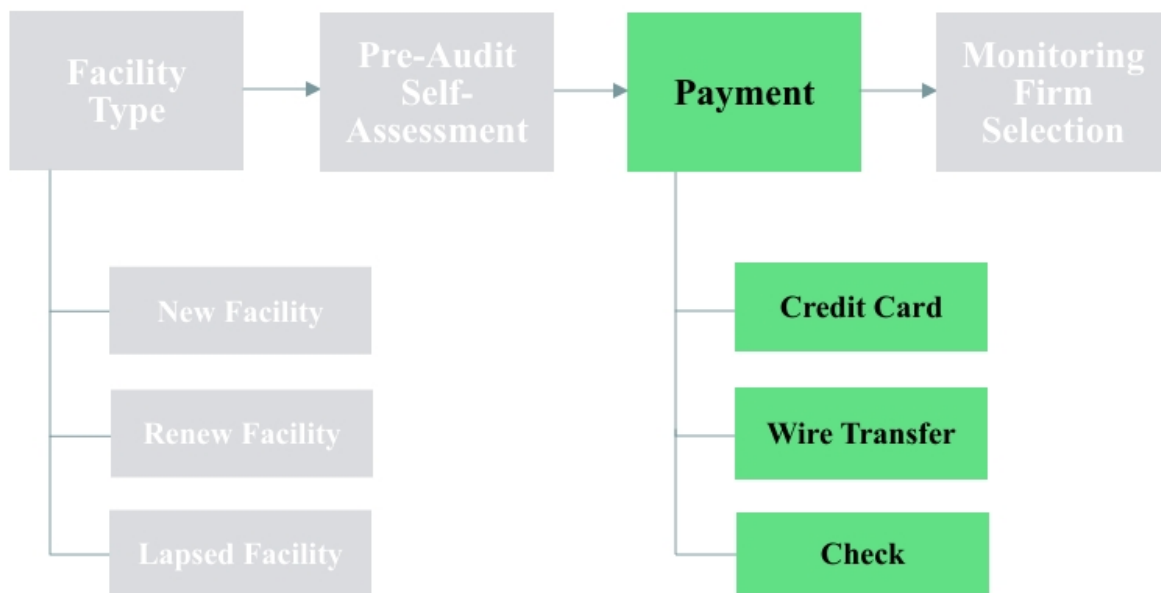 Facility
Type
Pre-Audit
Self-
Assessment
Payment
Monitoring
Firm
Selection
New Facility
Renew Facility
Lapsed Facility
Credit Card
Wire Transfer
Check